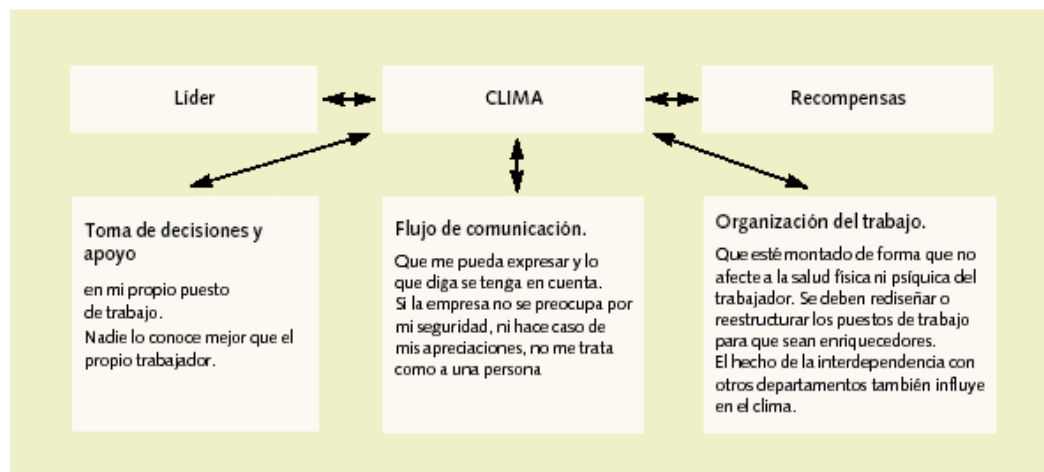 Líder
CLIMA
Recompensas
Toma de decisiones y
apoyo
en mi propio puesto
de trabajo.
Nadie lo conoce mejor que el
propio trabajador.
Flujo de comunicación.
Que me pueda expresar y lo
que diga se tenga en cuenta.
Si la empresa no se preocupa por
mi seguridad, ni hace caso de
mis apreciaciones, no me trata
como a una persona
Organización del trabajo.
Que esté montado de forma que no
afecte a la salud física ni psíquica del
trabajador. Se deben rediseñar o
reestructurar los puestos de trabajo
para que sean enriquecedores.
El hecho de la interdependencia con
otros departamentos también influye
en el clima.